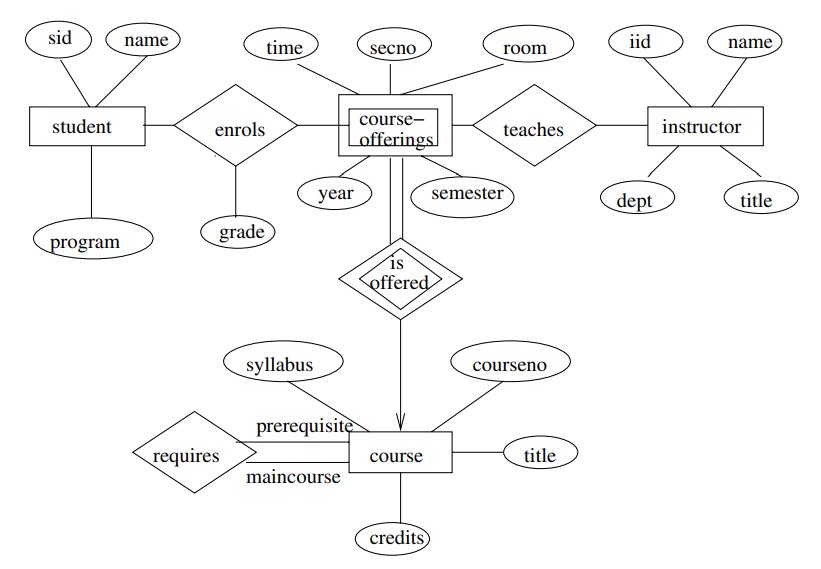 sid
name
time
secno
room
iid
name
student
enrols
course–
offerings
teaches
instructor
year
semester
dept
title
program
grade
is
offered
syllabus
courseno
prerequisite
requires
course
title
maincourse
credits